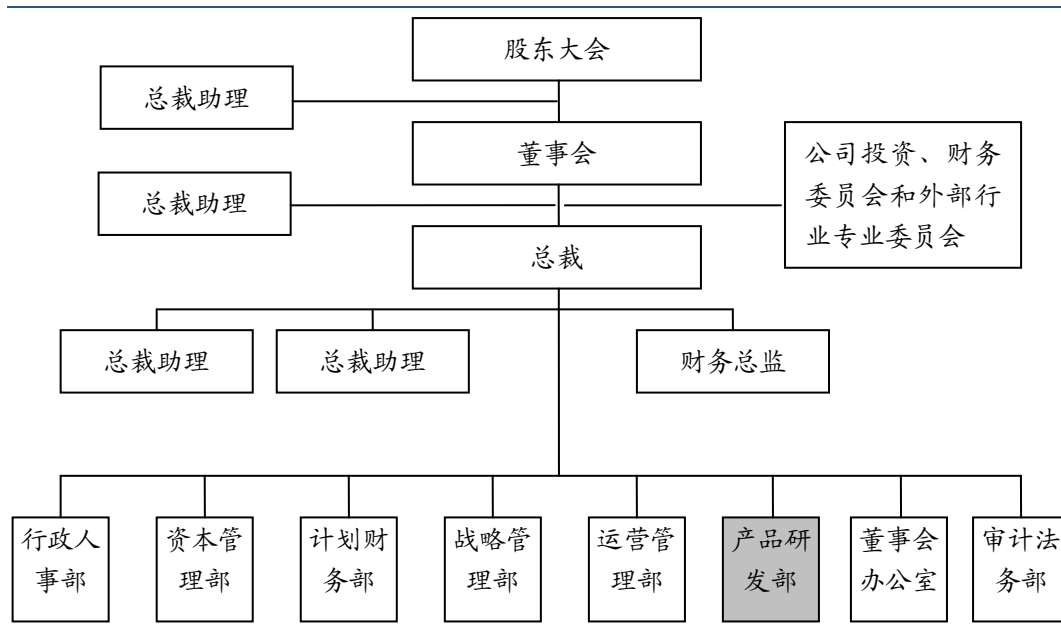 股东大会
总裁助理
董事会
公司投资、财务
委员会和外部行
业专业委员会
总裁助理
总裁
总裁助理
总裁助理
财务总监
行政人
事部
资本管
理部
计划财
务部
战略管
理部
运营管
理部
产品研
发部
董事会
办公室
审计法
务部